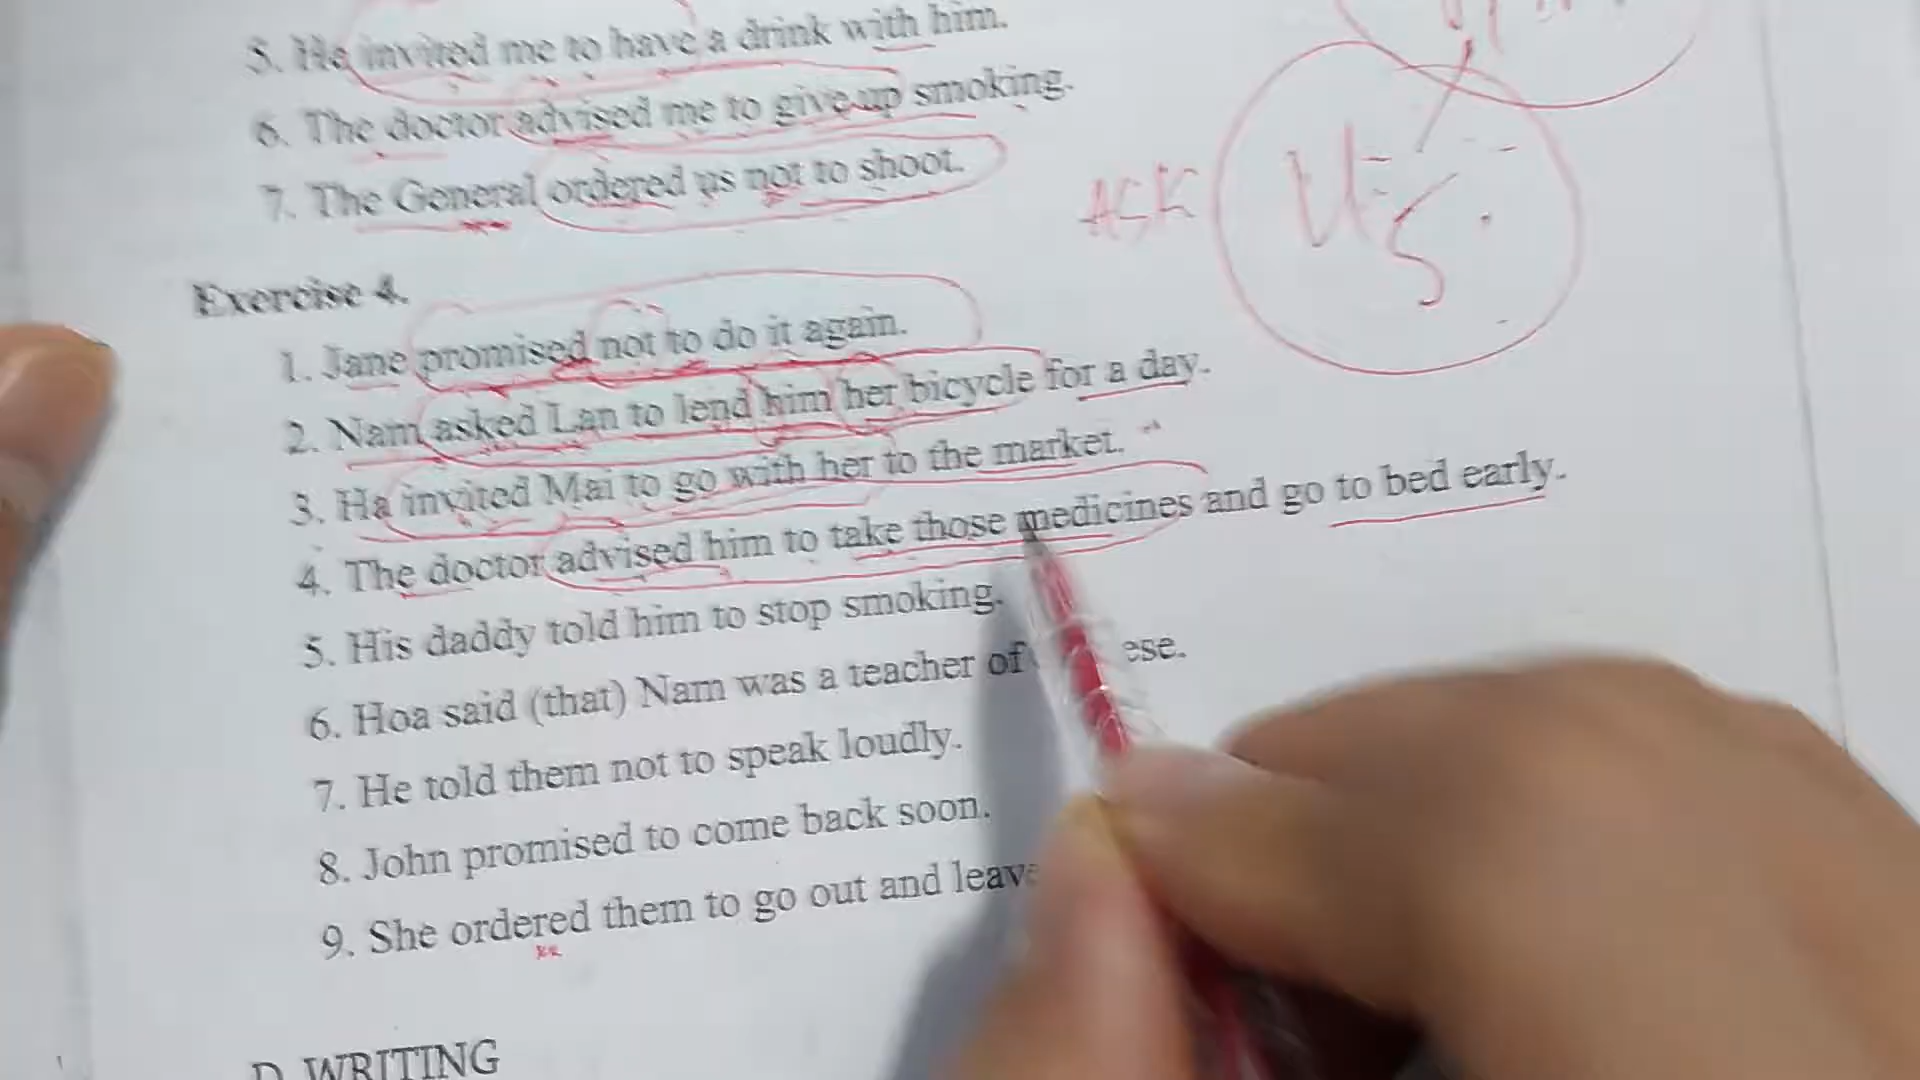 5. He invited me to have a drink with him.
6. The doctor advised me to give up smoking.
7. The General ordered us not to shoot.
ASK
Exercise 4.
1. Jane promised not to do it again.
2. Nam asked Lan to lend him her bicycle for a day.
3. Ha invited Mai to go with her to the market.
4. The doctor advised him to take those medicines and go to bed early.
5. His daddy told him to stop smoking.
6. Hoa said (that) Nam was a teacher of ese.
7. He told them not to speak loudly.
8. John promised to come back soon.
9. She ordered them to go out and leave
D. WRITING